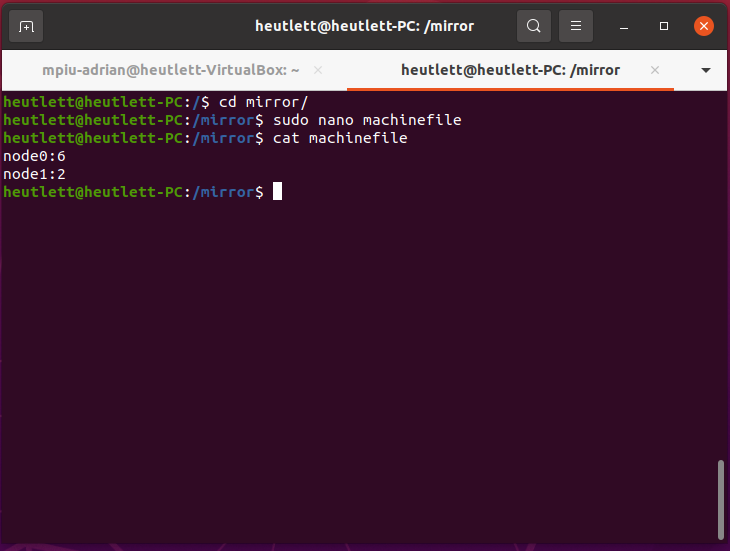 heutlett@heutlett-PC: /mirror
mpiu-adrian@heutlett-VirtualBox: ~
heutlett@heutlett-PC: /mirror
heutlett@heutlett-PC:/$ cd mirror/
heutlett@heutlett-PC:/mirror$ sudo nano machinefile
heutlett@heutlett-PC:/mirror$ cat machinefile
node0:6
node1:2
heutlett@heutlett-PC:/mirror$